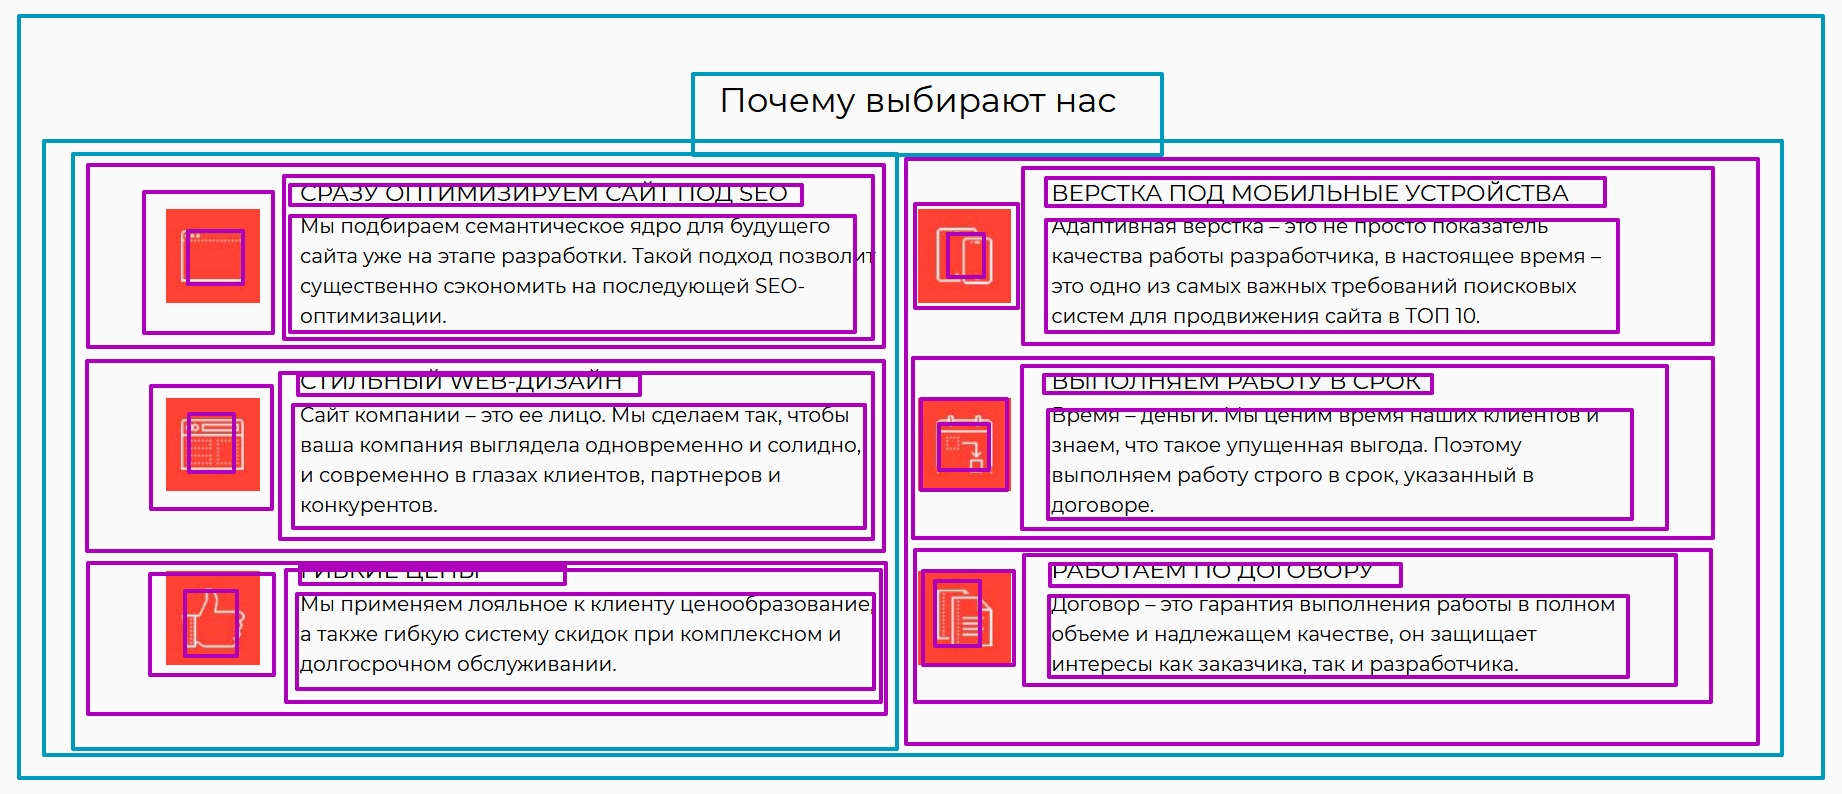 Почему выбирают нас
СРАЗУ ОПТИМИЗИРУЕМ САЙТ ПОД SEO
Мы подбираем семантическое ядро для будущего
сайта уже на этапе разработки. Такой подход позволит
существенно сэкономить на последующей SEO-
оптимизации.
СТИЛЬНЫЙ WEB-ДИЗАЙН
Сайт компании – это ее лицо. Мы сделаем так, чтобы
ваша компания выглядела одновременно и солидно,
и современно в глазах клиентов, партнеров и
конкурентов.
ГИБКИЕ ЦЕНЫ
Мы применяем лояльное к клиенту ценообразование,
а также гибкую систему скидок при комплексном и
долгосрочном обслуживании.
ВЕРСТКА ПОД МОБИЛЬНЫЕ УСТРОЙСТВА
Адаптивная верстка – это не просто показатель
качества работы разработчика, в настоящее время –
это одно из самых важных требований поисковых
систем для продвижения сайта в ТОП 10.
ВЫПОЛНЯЕМ РАБОТУ В СРОК
Время – деньги. Мы ценим время наших клиентов и
знаем, что такое упущенная выгода. Поэтому
выполняем работу строго в срок, указанный в
договоре.
РАБОТАЕМ ПО ДОГОВОРУ
Договор – это гарантия выполнения работы в полном
объеме и надлежащем качестве, он защищает
интересы как заказчика, так и разработчика.